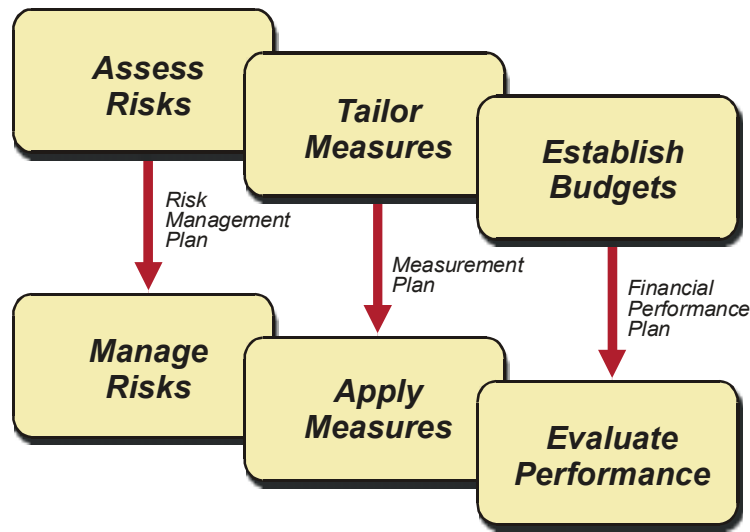 Assess
Risks
Tailor
Measures
Establish
Budgets
Risk
Management
Plan
Measurement
Plan
Financial
Performance
Plan
Manage
Risks
Apply
Measures
Evaluate
Performance